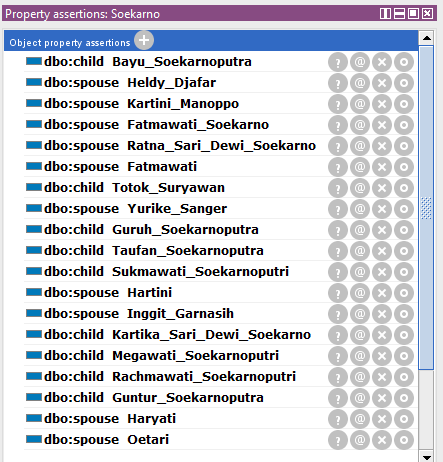 Property assertions: Soekarno
Object property assertions
dbo:child Bayu_Soekarnoputra
dbo:spouse Heldy_Djafar
dbo:spouse Kartini_Manoppo
dbo:spouse Fatmawati_Soekarno
dbo:spouse Ratna_Sari_Dewi_Soekarno
dbo:spouse Fatmawati
dbo:child Totok_Suryawan
dbo:spouse Yurike_Sanger
dbo:child Guruh_Soekarnoputra
dbo:child Taufan_Soekarnoputra
dbo:child Sukmawati_Soekarnoputri
dbo:spouse Hartini
dbo:spouse Inggit_Garnasih
dbo:child Kartika_Sari_Dewi_Soekarno
dbo:child Megawati_Soekarnoputri
dbo:child Rachmawati_Soekarnoputri
dbo:child Guntur_Soekarnoputra
dbo:spouse Haryati
dbo:spouse Oetari